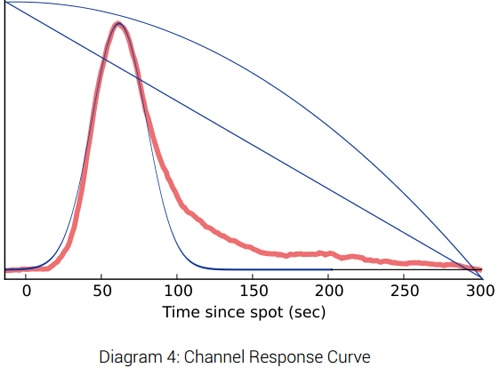 0 50 100 150 200 250 300
Time since spot (sec)
Diagram 4: Channel Response Curve